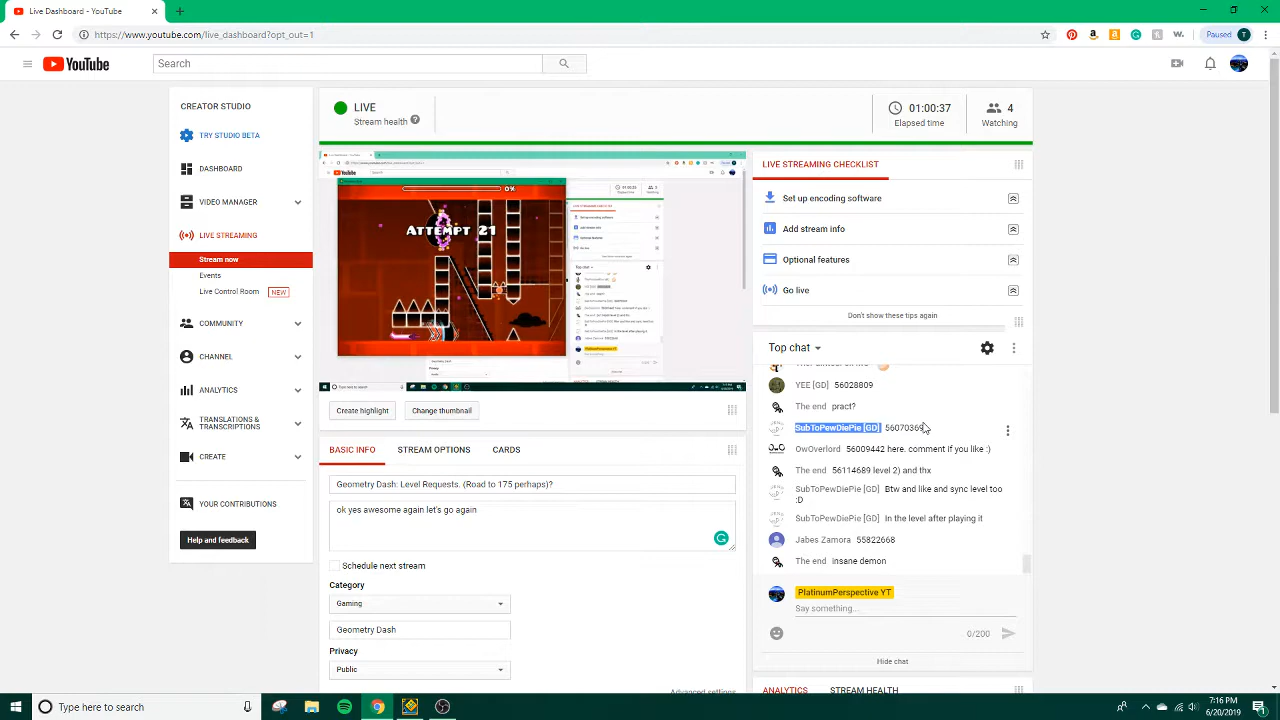 Live Dashboard - YouTube
https://www.youtube.com/live_dashboard?opt_out=1
Paused T
YouTube
Search
CREATOR STUDIO
TRY STUDIO BETA
DASHBOARD
VIDEO MANAGER
LIVE STREAMING
Stream now
Events
Live Control Room NEW
COMMUNITY
CHANNEL
ANALYTICS
TRANSLATIONS &
TRANSCRIPTIONS
CREATE
YOUR CONTRIBUTIONS
Help and feedback
LIVE
Stream health ?
01:00:37
Elapsed time
4
Watching
0%
ATTEMPT 21
Create highlight
Change thumbnail
BASIC INFO
STREAM OPTIONS
CARDS
Geometry Dash: Level Requests. (Road to 175 perhaps)?
ok yes awesome again let's go again
Schedule next stream
Category
Gaming
Geometry Dash
Privacy
Public
Advanced settings
LIVE STREAMING CHECKLIST
Set up encoding software
Add stream info
Optional features
Go live
Don't show these tips again
Top chat
YEE [GD] 56028809
The end pract?
SubToPewDiePie [GD] 56070369
OwOverlord 56009442 here. comment if you like :)
The end 56114689 level 2) and thx
SubToPewDiePie [GD] Btw and like and sync level too
:D
SubToPewDiePie [GD] In the level after playing it
Jabes Zamora 55822668
The end insane demon
PlatinumPerspective YT
Say something...
0/200
Hide chat
ANALYTICS
STREAM HEALTH
Type here to search
7:16 PM
6/20/2019